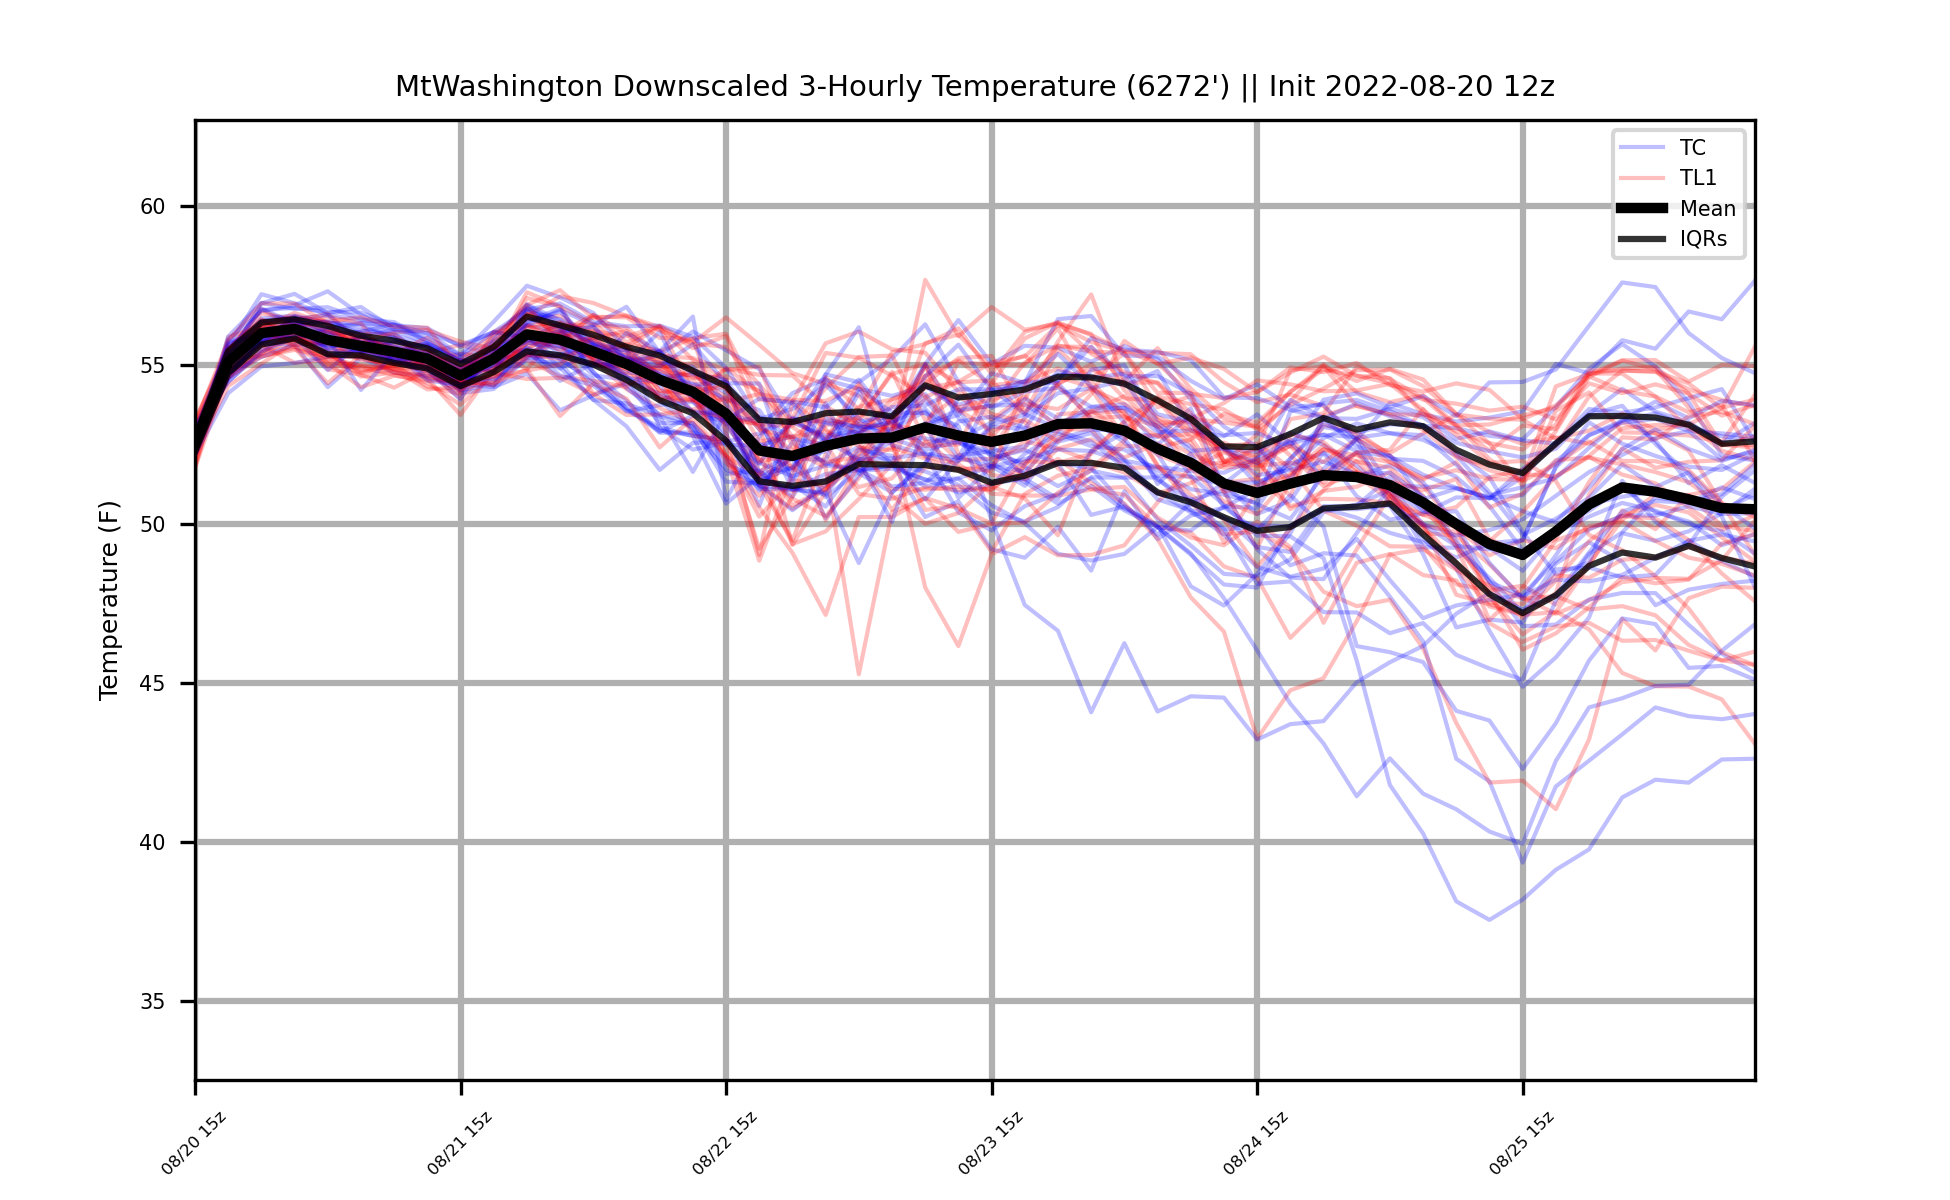 MtWashington Downscaled 3-Hourly Temperature (6272') || Init 2022-08-20 12z
TC
TL1
Mean
IQRs
Temperature (F)
60
55
50
45
40
35
08/20 15z
08/21 15z
08/22 15z
08/23 15z
08/24 15z
08/25 15z